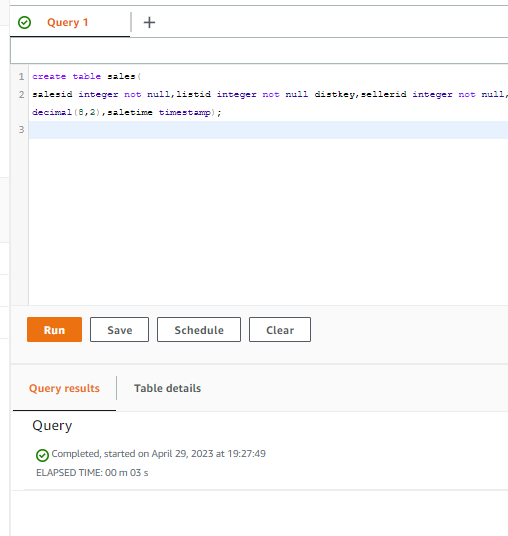 Query 1 +
1 create table sales(
2 salesid integer not null,listid integer not null distkey,sellerid integer not null,
decimal(8,2),saletime timestamp);
3
Run Save Schedule Clear
Query results Table details
Query
Completed, started on April 29, 2023 at 19:27:49
ELAPSED TIME: 00 m 03 s